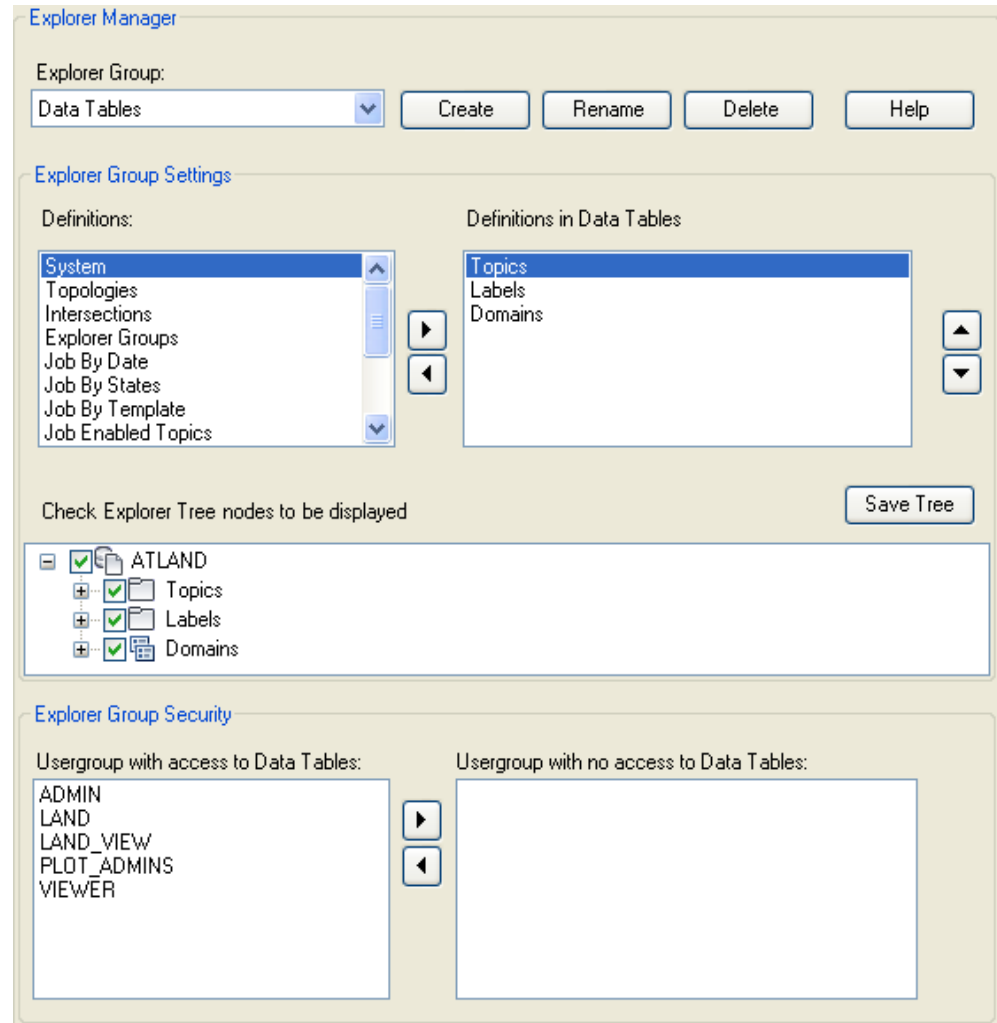 Explorer Manager
Explorer Group:
Data Tables
Create
Rename
Delete
Help
Explorer Group Settings
Definitions:
Definitions in Data Tables
System
Topologies
Intersections
Explorer Groups
Job By Date
Job By States
Job By Template
Job Enabled Topics
Topics
Labels
Domains
Check Explorer Tree nodes to be displayed
Save Tree
ATLAND
Topics
Labels
Domains
Explorer Group Security
Usergroup with access to Data Tables:
Usergroup with no access to Data Tables:
ADMIN
LAND
LAND_VIEW
PLOT_ADMINS
VIEWER